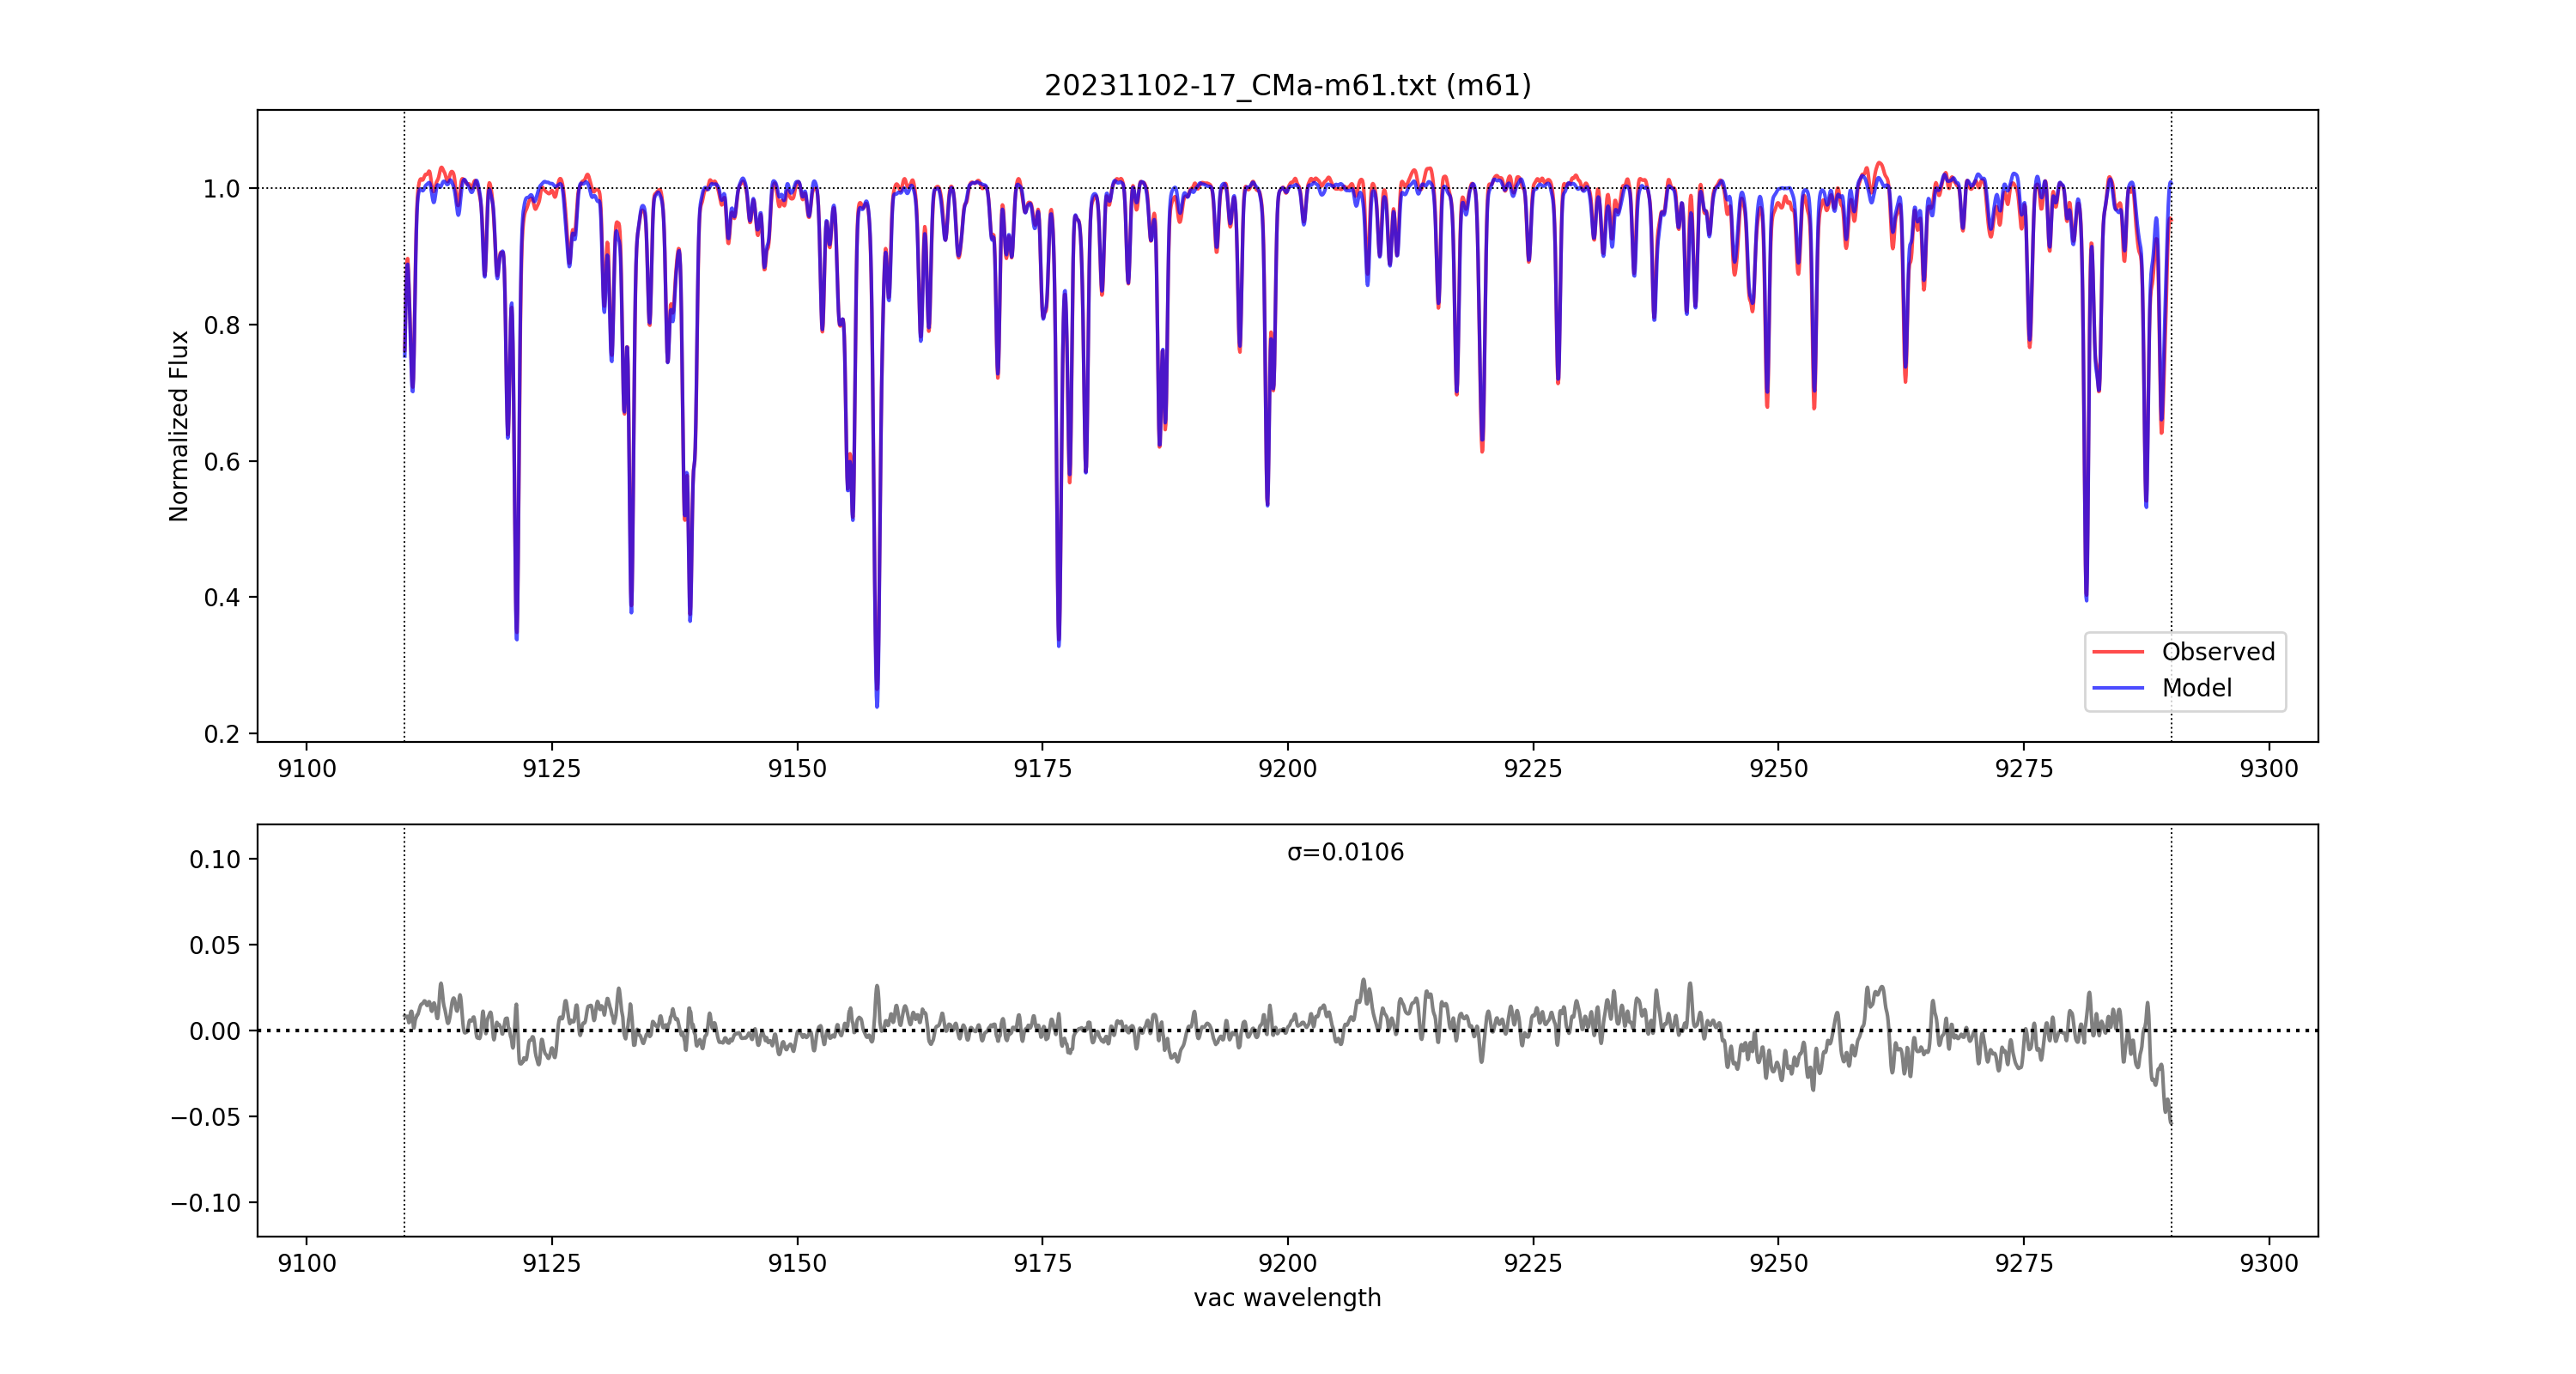 20231102-17_CMa-m61.txt (m61)
Normalized Flux
1.0
0.8
0.6
0.4
0.2
9100 9125 9150 9175 9200 9225 9250 9275 9300
Observed
Model
σ=0.0106
0.10
0.05
0.00
−0.05
−0.10
9100 9125 9150 9175 9200 9225 9250 9275 9300
vac wavelength